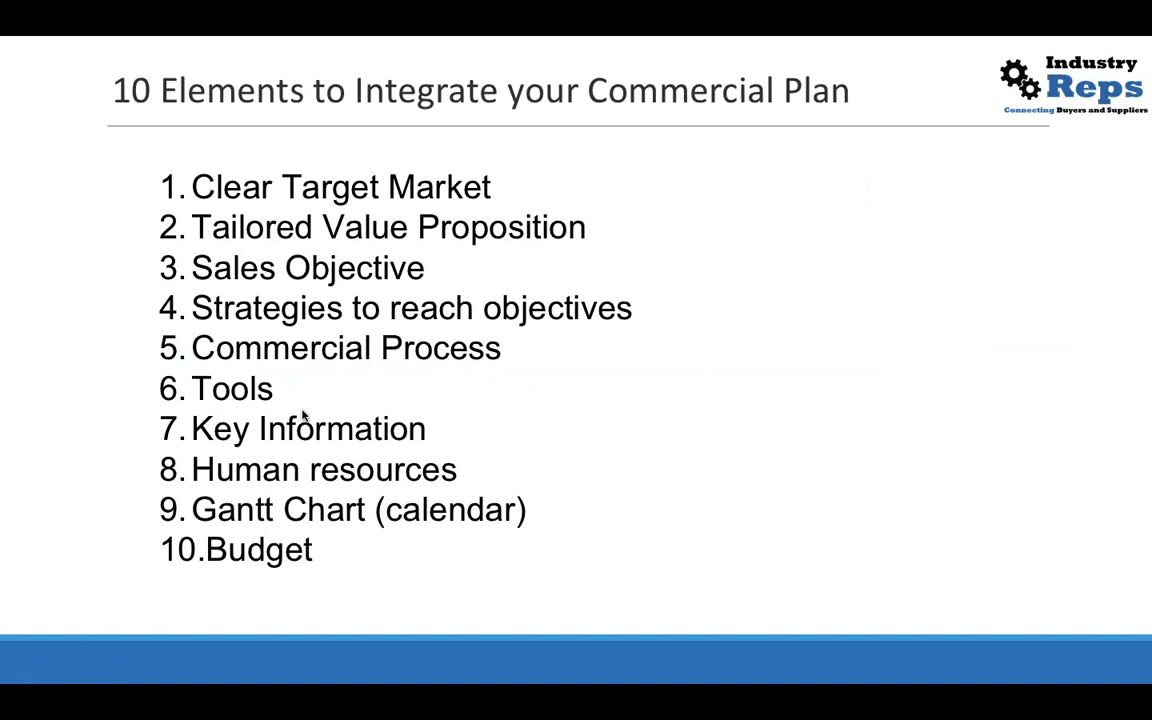 10 Elements to Integrate your Commercial Plan
Industry
Reps
Connecting Buyers and Suppliers
1. Clear Target Market
2. Tailored Value Proposition
3. Sales Objective
4. Strategies to reach objectives
5. Commercial Process
6. Tools
7. Key Information
8. Human resources
9. Gantt Chart (calendar)
10.Budget